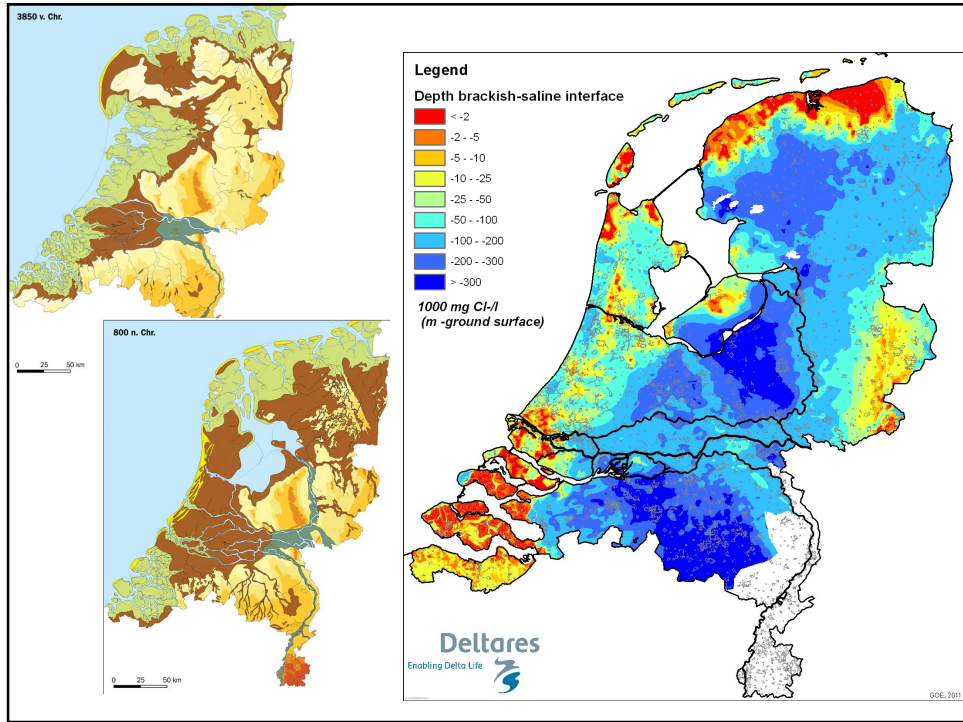 3850 v. Chr.
0 25 50 km
800 n. Chr.
0 25 50 km
Legend
Depth brackish-saline interface
< -2
-2 - -5
-5 - -10
-10 - -25
-25 - -50
-50 - -100
-100 - -200
-200 - -300
> -300
1000 mg Cl-/l
(m -ground surface)
Deltares
Enabling Delta Life
GOE, 2011